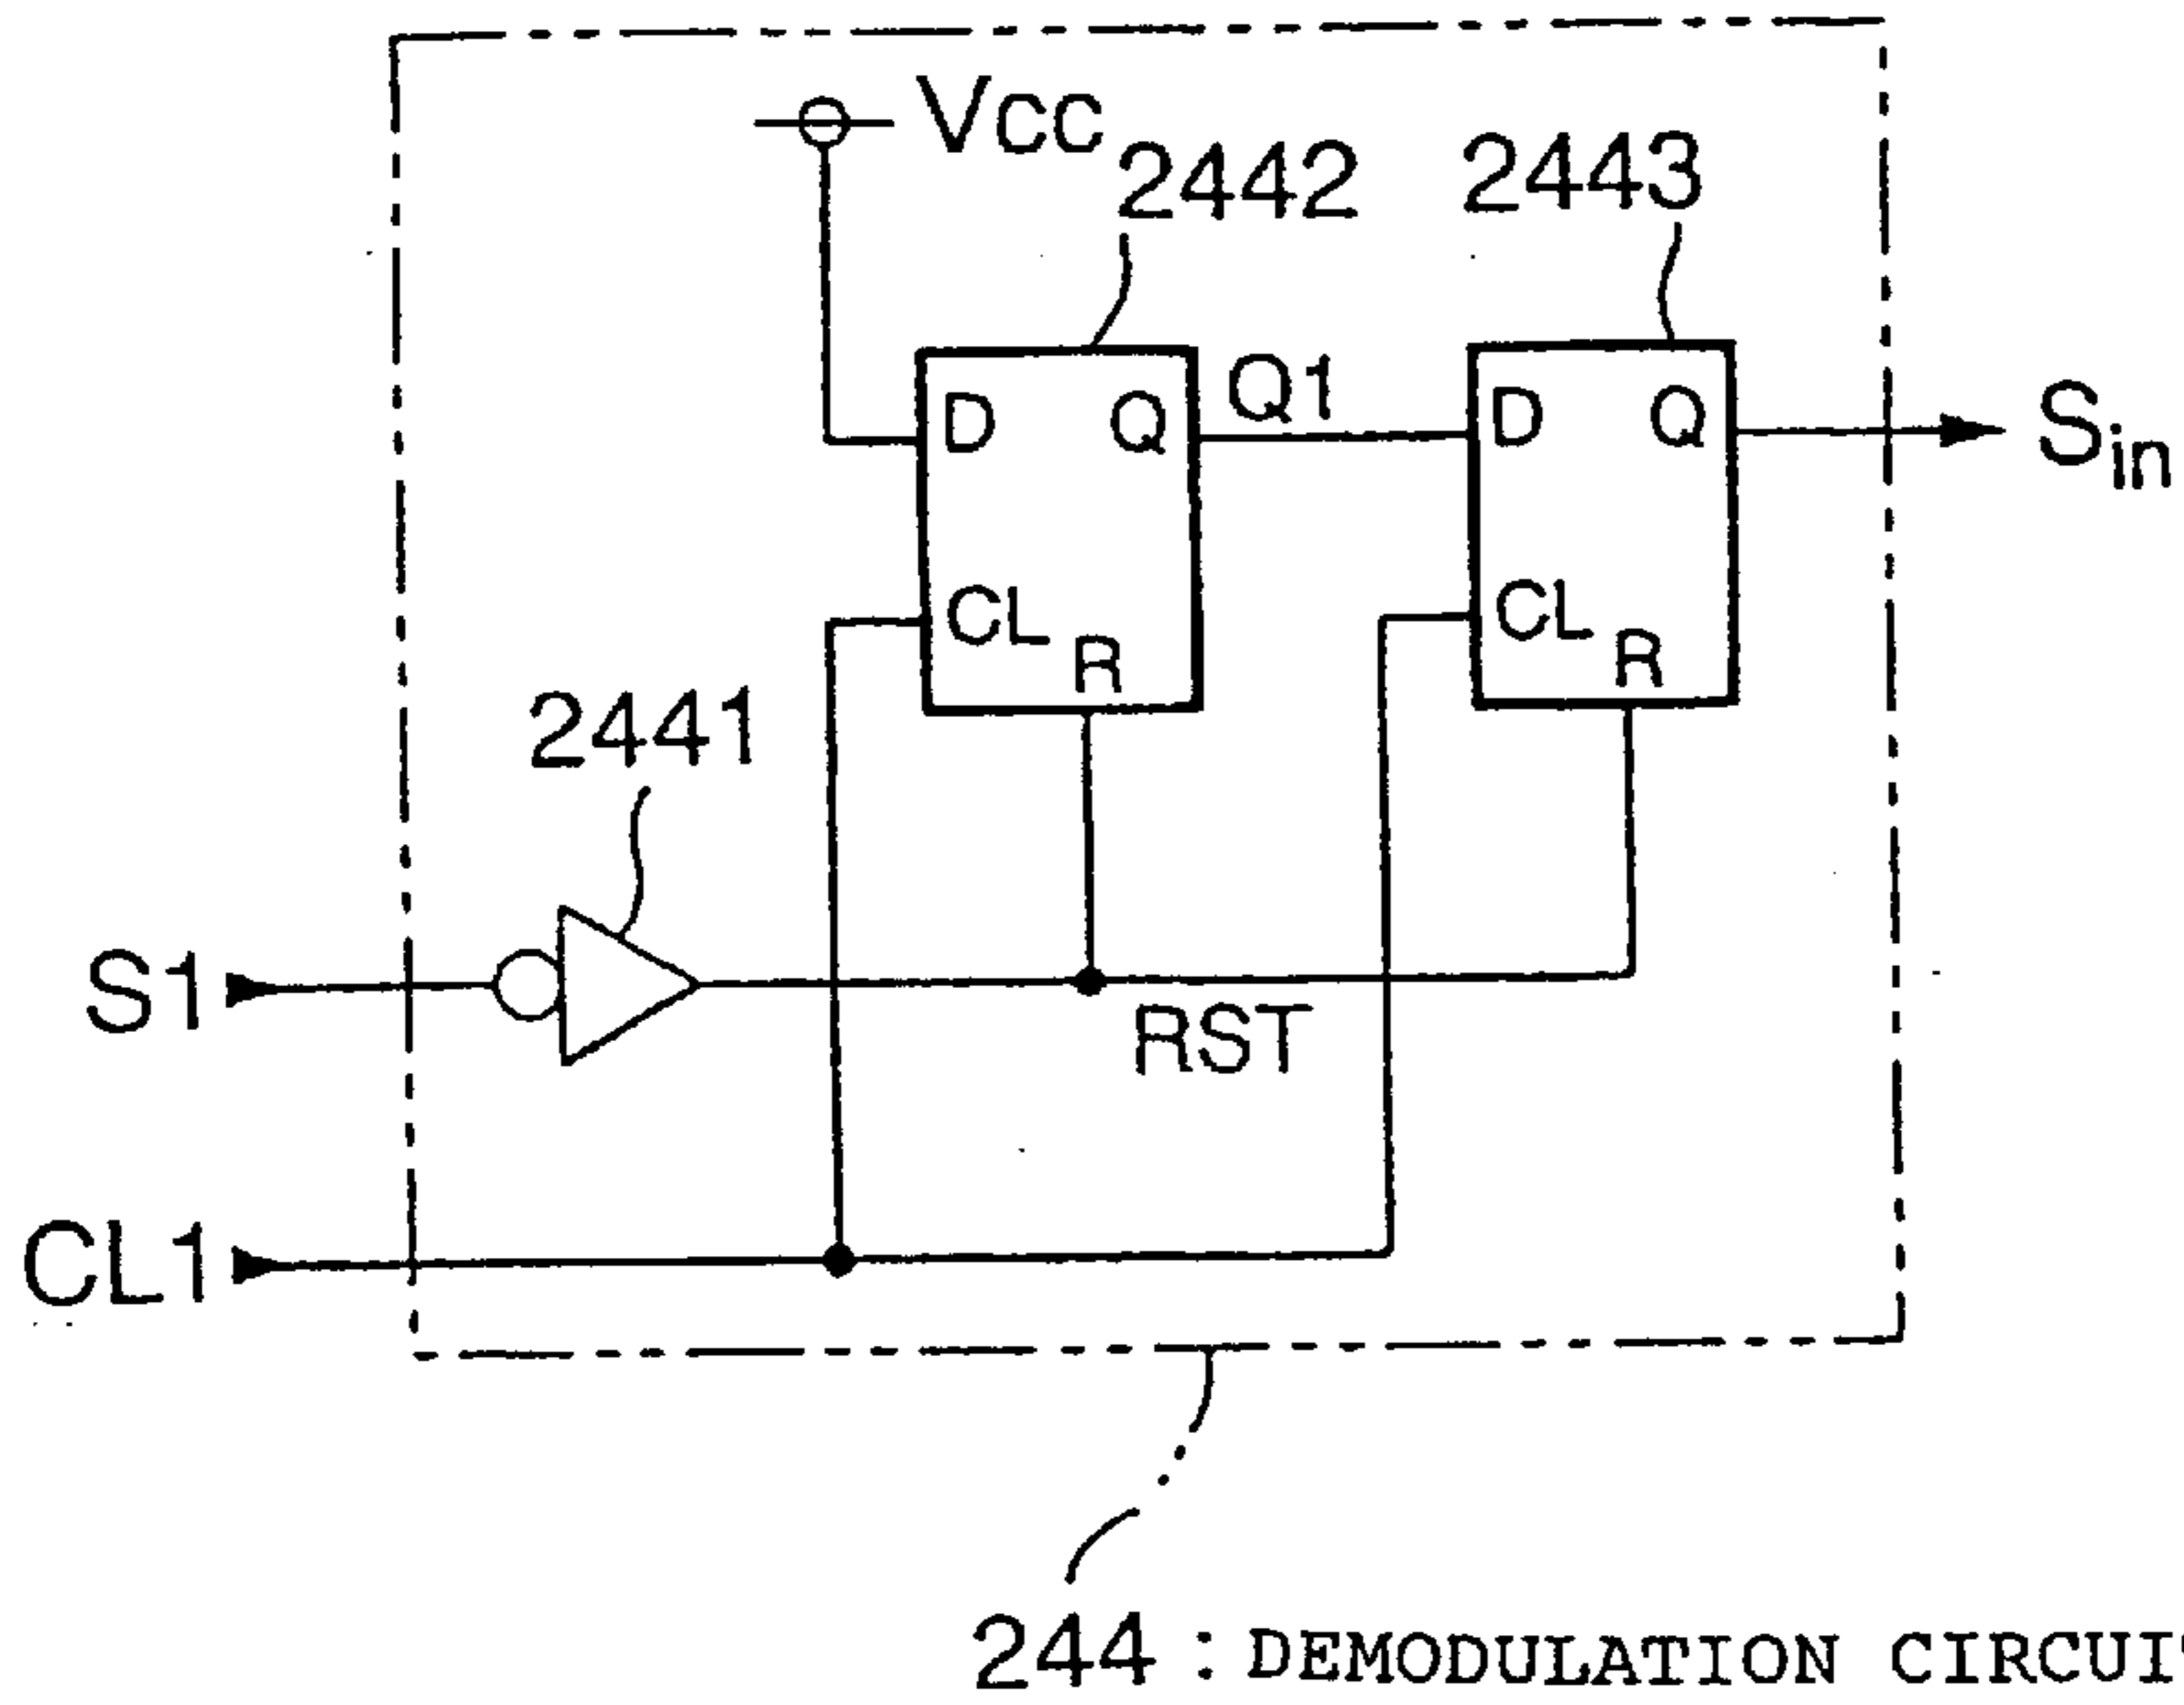 Vcc
2442
2443
D
Q
Q1
D
Q
Sin
CL
R
CL
R
2441
S1
RST
CL1
244 : DEMODULATION CIRCUI